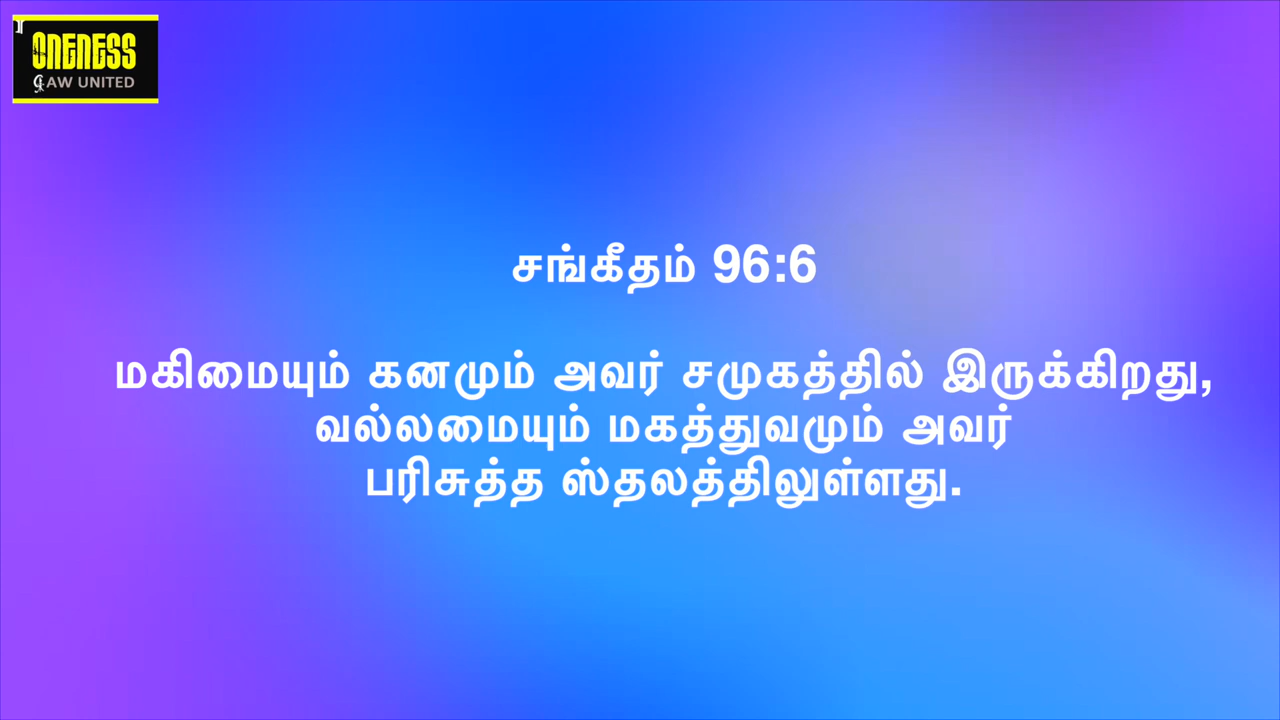 ONENESS
AW UNITED
சங்கீதம் 96:6
மகிமையும் கனமும் அவர் சமுகத்தில் இருக்கிறது,
வல்லமையும் மகத்துவமும் அவர்
பரிசுத்த ஸ்தலத்திலுள்ளது.